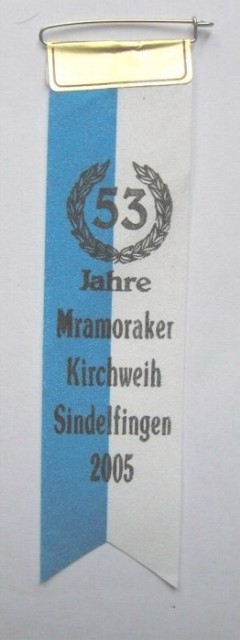 53
Jahre
Mramoraker
Kirchweih
Sindelfingen
2005